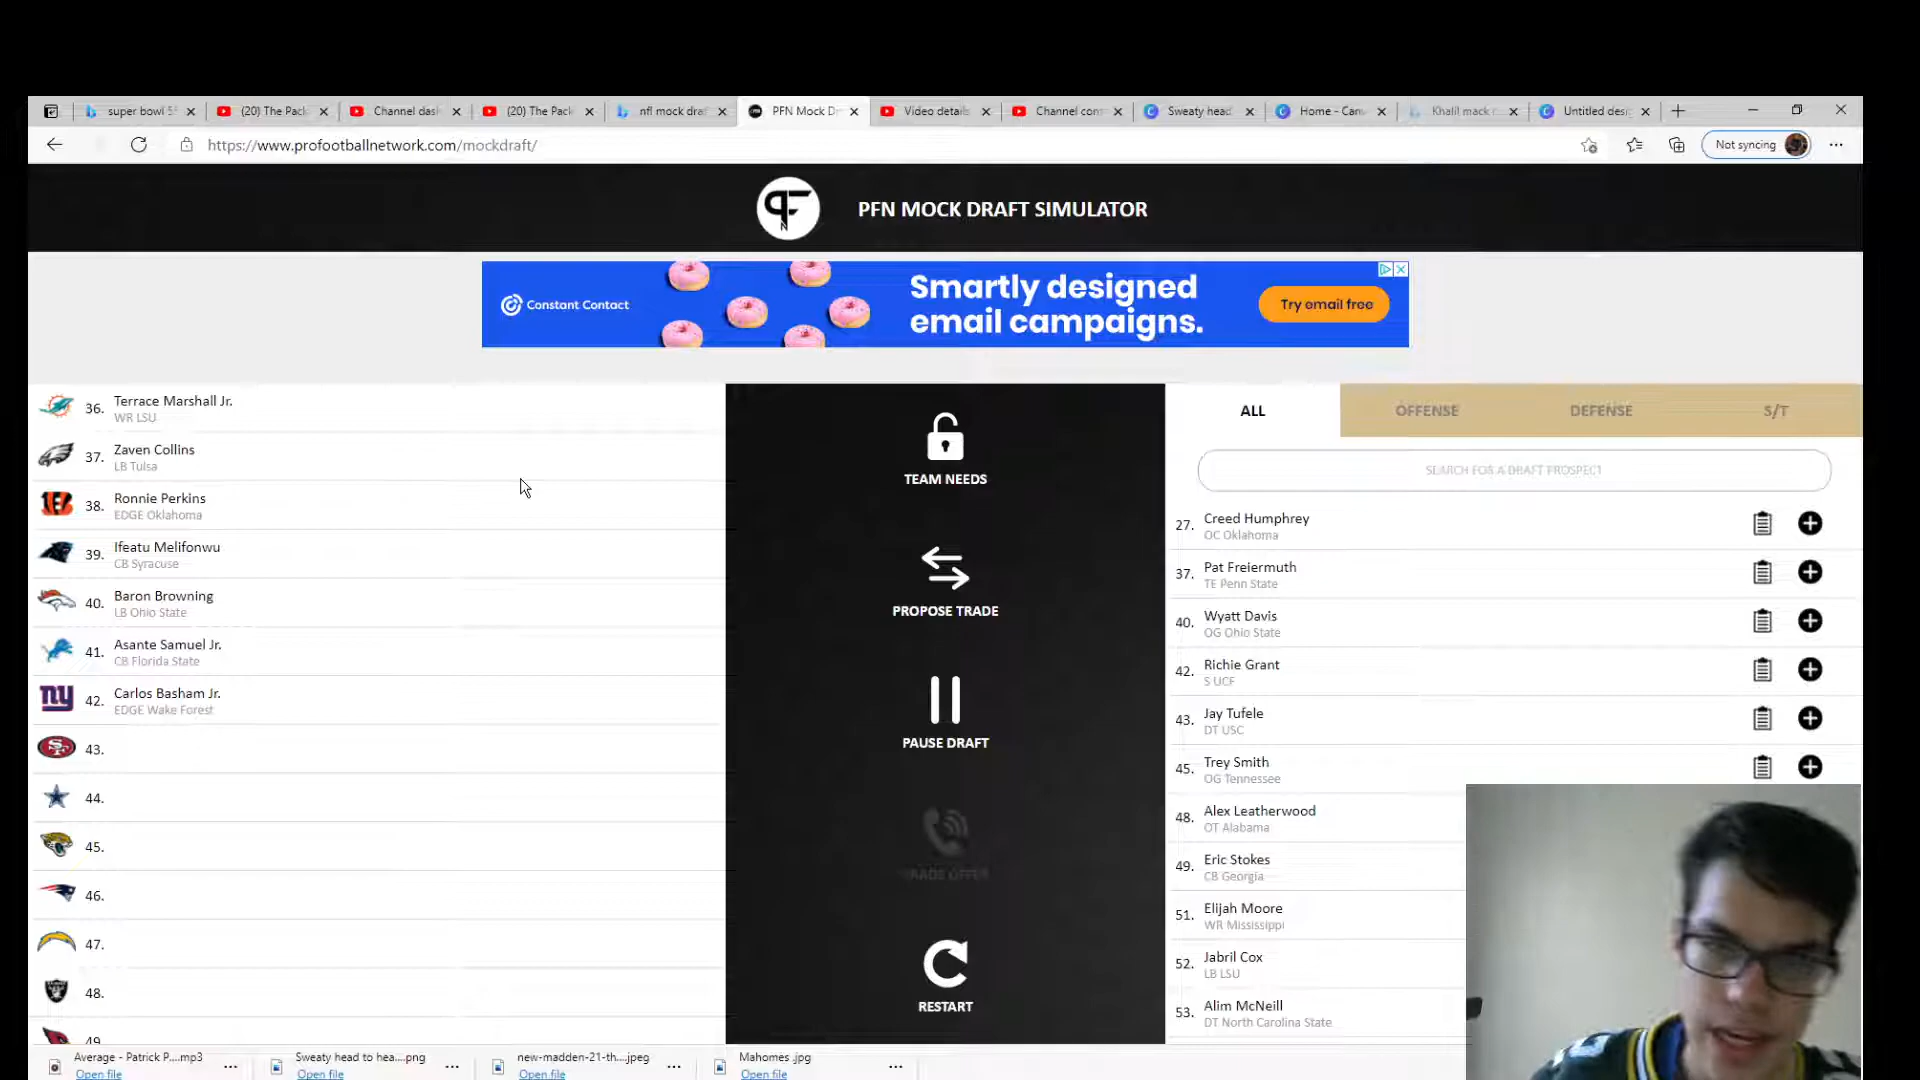 super bowl 5
(20) The Pack
Channel dash
(20) The Pack
nfl mock draf
PFN Mock Dr
Video details
Channel con
Sweaty head
Home - Can
Khalil mack
Untitled desi
https://www.profootballnetwork.com/mockdraft/
Not syncing
PFN
PFN MOCK DRAFT SIMULATOR
Constant Contact
Smartly designed
email campaigns.
Try email free
36. Terrace Marshall Jr.
WR LSU
37. Zaven Collins
LB Tulsa
38. Ronnie Perkins
EDGE Oklahoma
39. Ifeatu Melifonwu
CB Syracuse
40. Baron Browning
LB Ohio State
41. Asante Samuel Jr.
CB Florida State
42. Carlos Basham Jr.
EDGE Wake Forest
43.
44.
45.
46.
47.
48.
49.
TEAM NEEDS
PROPOSE TRADE
PAUSE DRAFT
TRADE OFFER
RESTART
ALL
OFFENSE
DEFENSE
S/T
SEARCH FOR A DRAFT PROSPECT
27. Creed Humphrey
OC Oklahoma
37. Pat Freiermuth
TE Penn State
40. Wyatt Davis
OG Ohio State
42. Richie Grant
S UCF
43. Jay Tufele
DT USC
45. Trey Smith
OG Tennessee
48. Alex Leatherwood
OT Alabama
49. Eric Stokes
CB Georgia
51. Elijah Moore
WR Mississippi
52. Jabril Cox
LB LSU
53. Alim McNeill
DT North Carolina State
Average - Patrick P....mp3
Open file
Sweaty head to hea....png
Open file
new-madden-21-th....jpeg
Open file
Mahomes .jpg
Open file